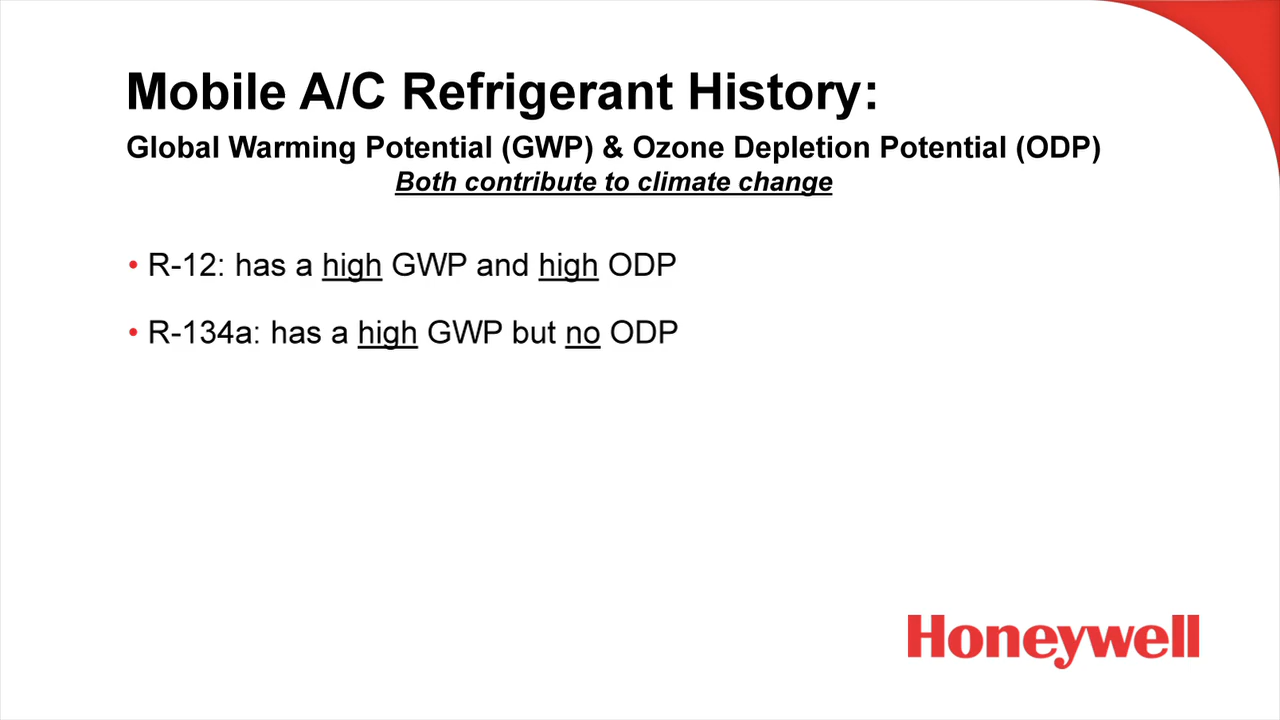 Mobile A/C Refrigerant History:
Global Warming Potential (GWP) & Ozone Depletion Potential (ODP)
Both contribute to climate change
• R-12: has a high GWP and high ODP
• R-134a: has a high GWP but no ODP
Honeywell